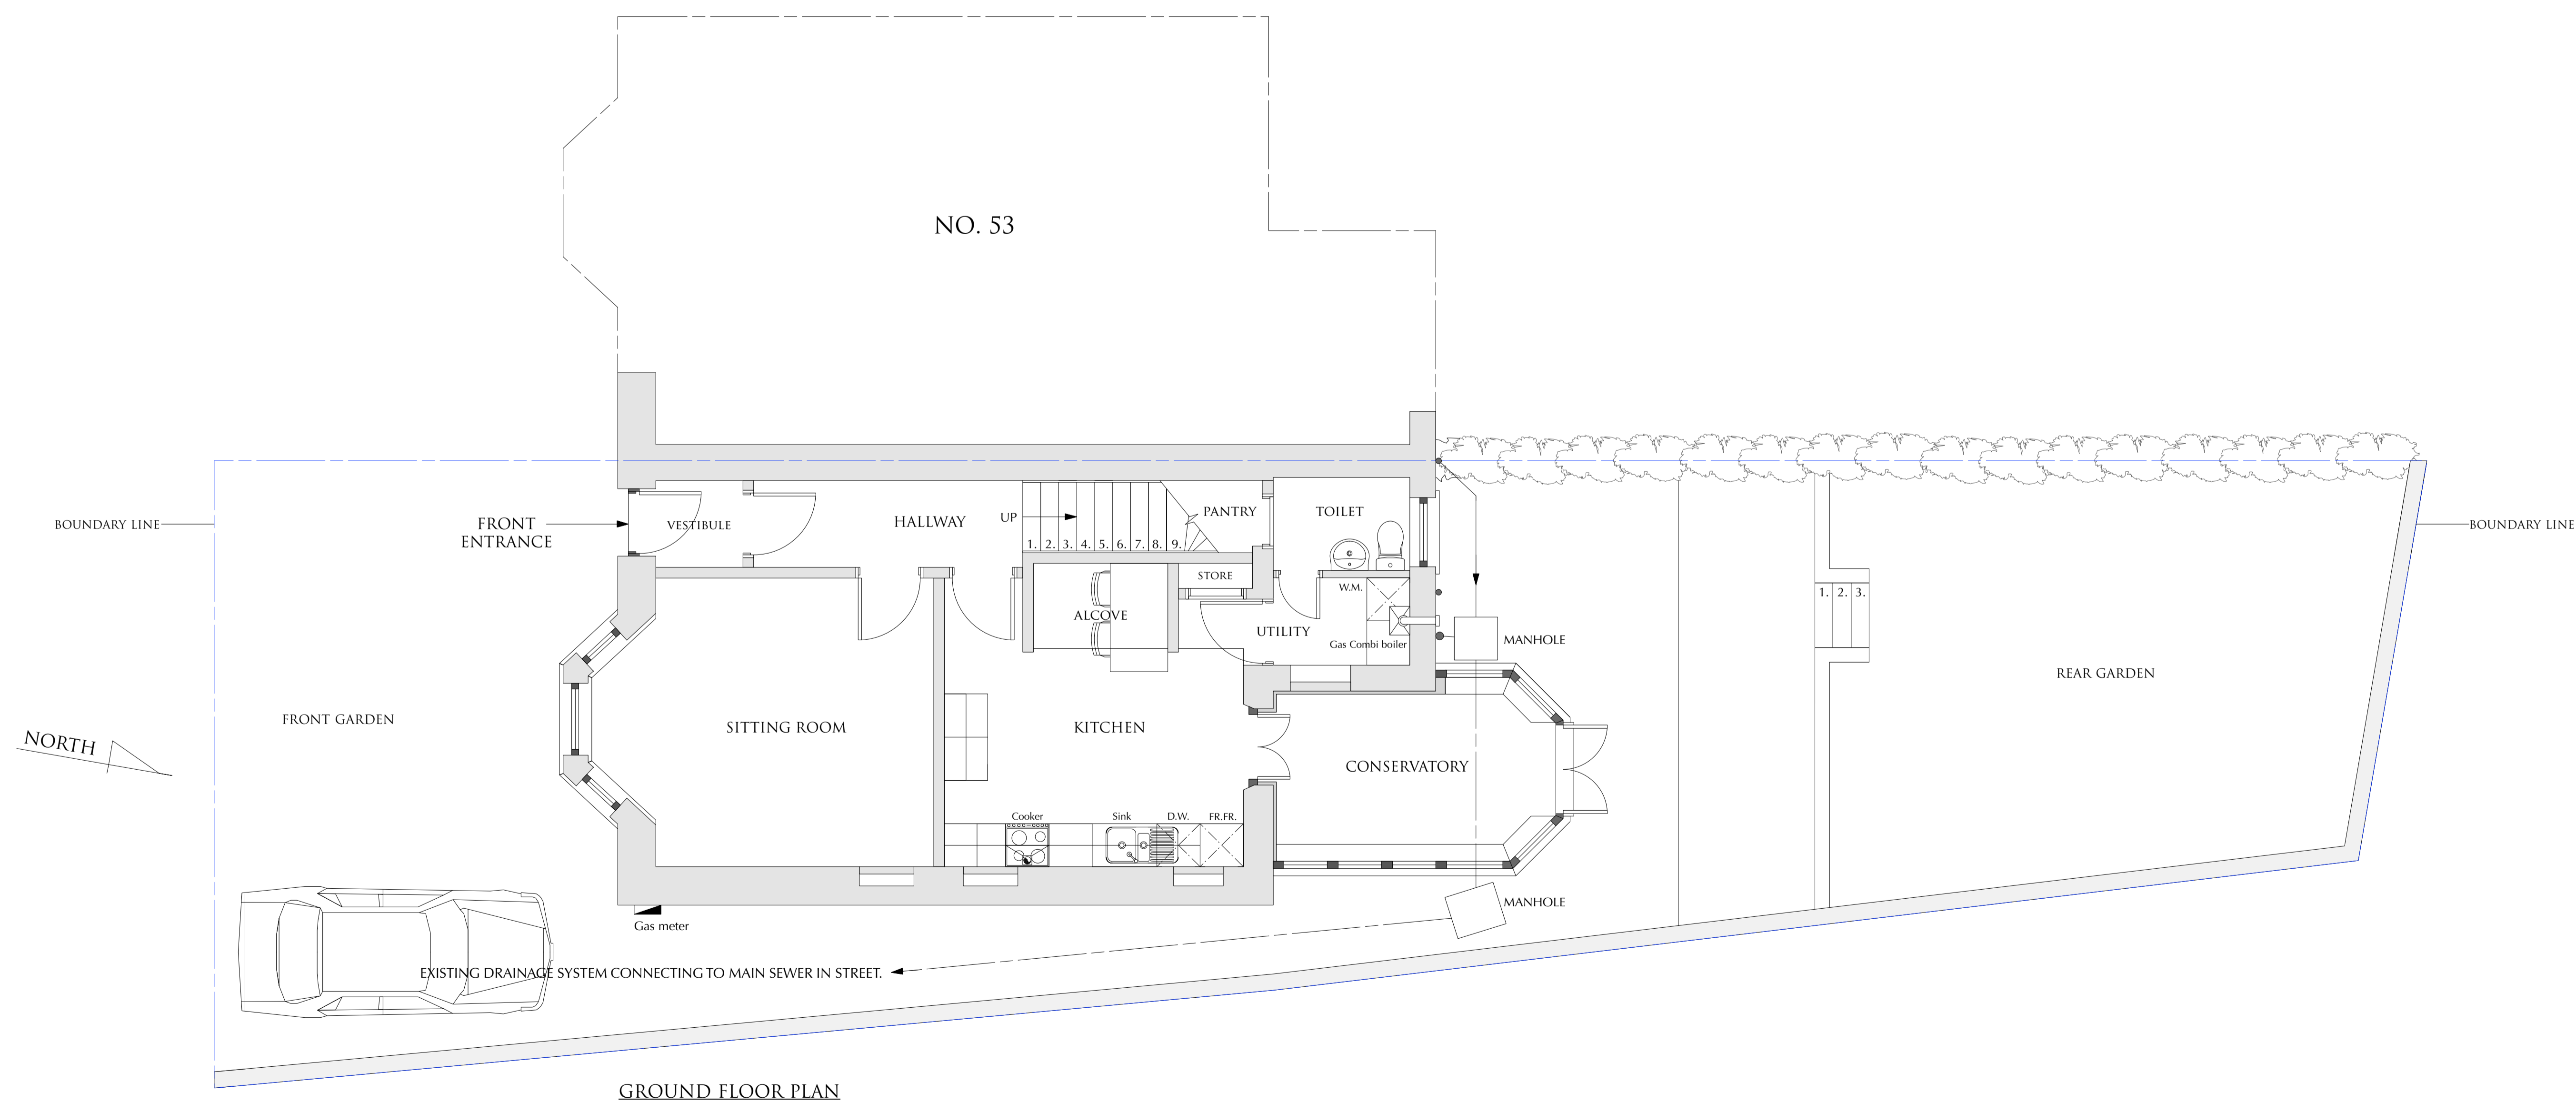 NO. 53
BOUNDARY LINE
FRONT
ENTRANCE
VESTIBULE
HALLWAY
UP
1. 2. 3. 4. 5. 6. 7. 8. 9.
PANTRY
TOILET
BOUNDARY LINE
STORE
W.M.
ALCOVE
UTILITY
Gas Combi boiler
MANHOLE
1. 2. 3.
REAR GARDEN
FRONT GARDEN
NORTH
SITTING ROOM
KITCHEN
CONSERVATORY
Cooker
Sink
D.W.
FR.FR.
MANHOLE
Gas meter
EXISTING DRAINAGE SYSTEM CONNECTING TO MAIN SEWER IN STREET.
GROUND FLOOR PLAN